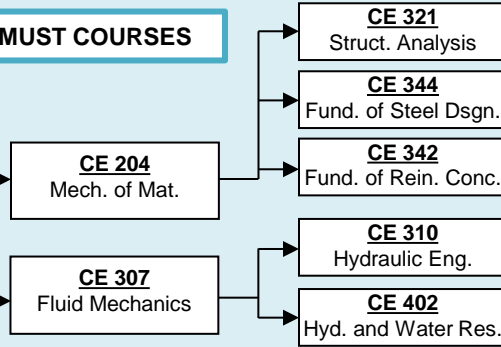 MUST COURSES
CE 321
Struct. Analysis
CE 344
Fund. of Steel Dsgn.
CE 204
Mech. of Mat.
CE 342
Fund. of Rein. Conc.
CE 310
Hydraulic Eng.
CE 307
Fluid Mechanics
CE 402
Hyd. and Water Res.